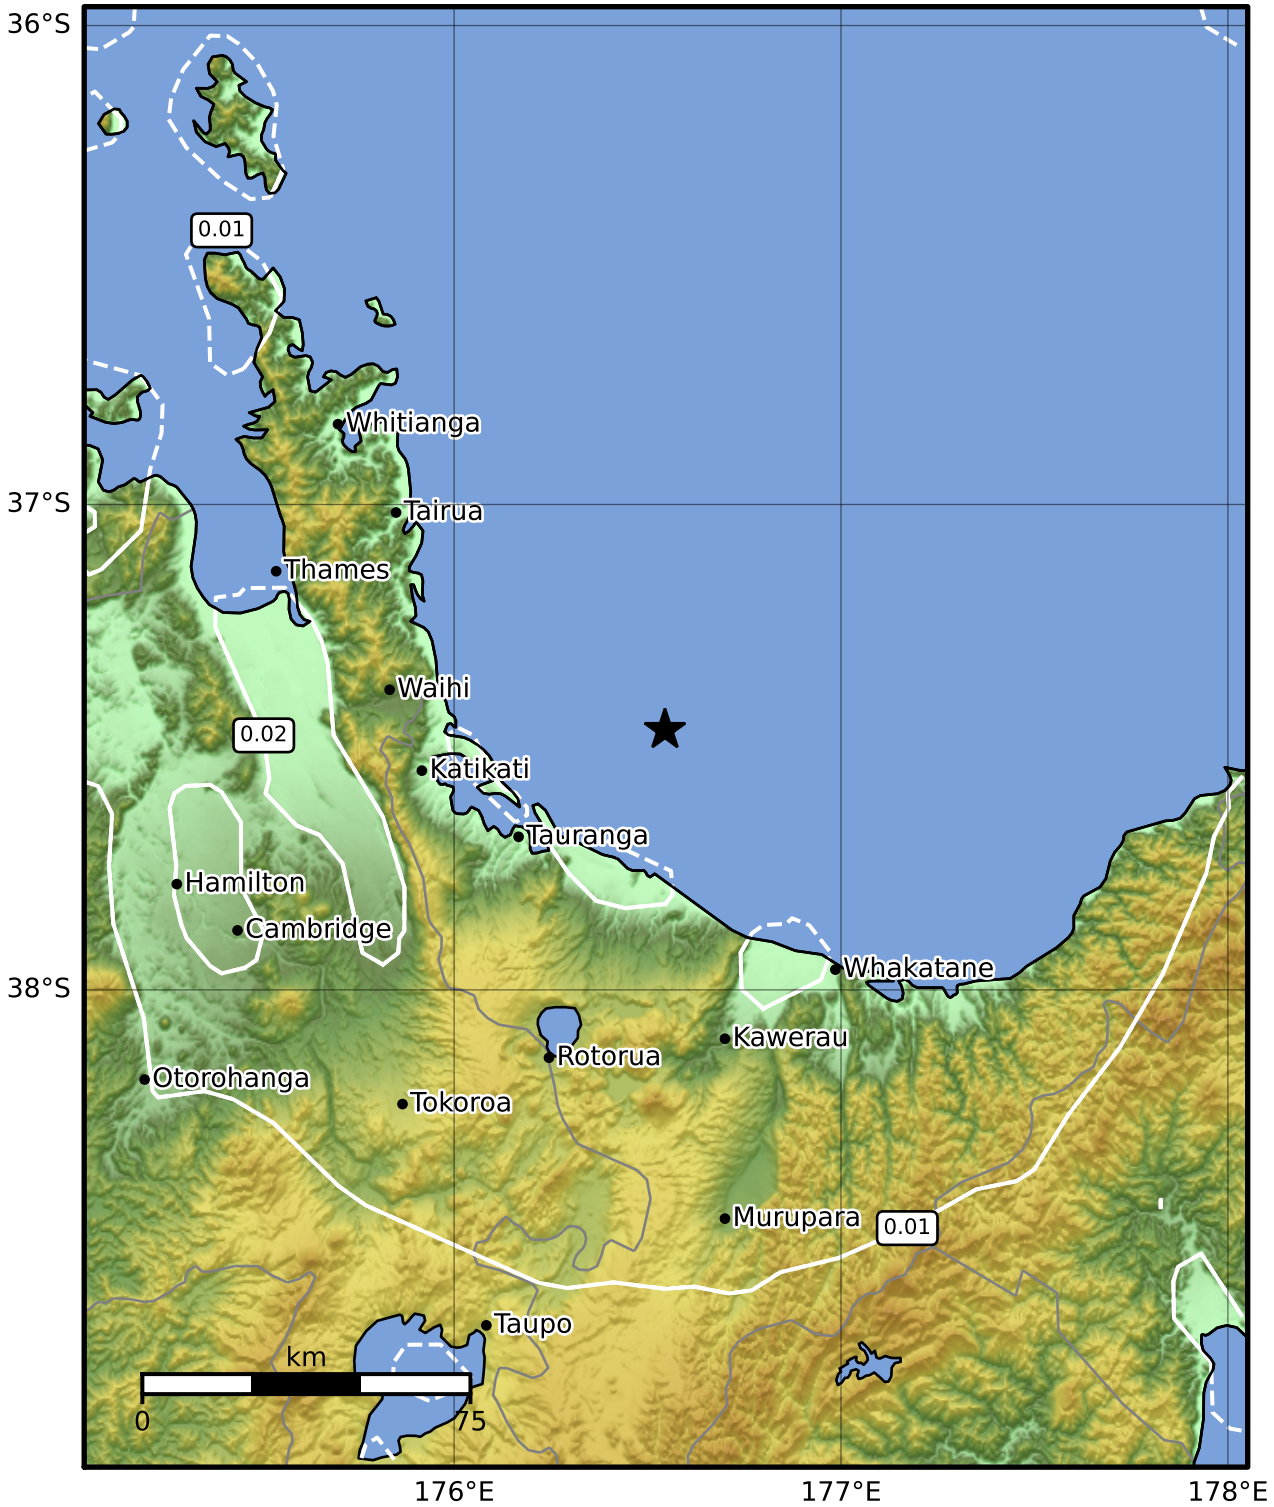 36°S
0.01
Whitianga
37°S
Tairua
Thames
Waihi
0.02
Katikati
Tauranga
Hamilton
Cambridge
Whakatane
38°S
Kawerau
Rotorua
Otorohanga
Tokoroa
Murupara
0.01
Taupo
km
0 75
176°E 177°E 178°E